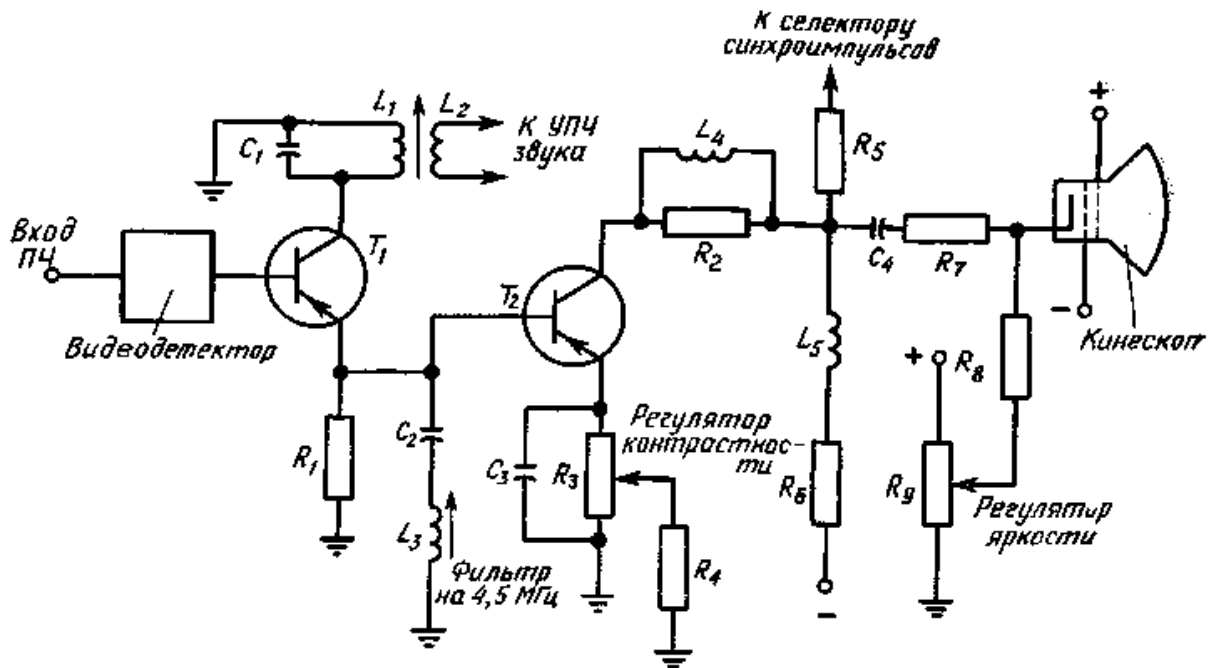 К селектору
синхроимпульсов
L₁
L₂
К УПЧ
звука
C₁
R₅
L₄
+
Вход
ПЧ
T₁
R₂
C₄
R₇
Видеодетектор
T₂
L₅
–
Кинескоп
+
R₈
R₁
C₂
C₃
R₃
Регулятор
контрастнос-
ти
R₆
R₉
L₃
Фильтр
на 4,5 МГц
R₄
Регулятор
яркости
–